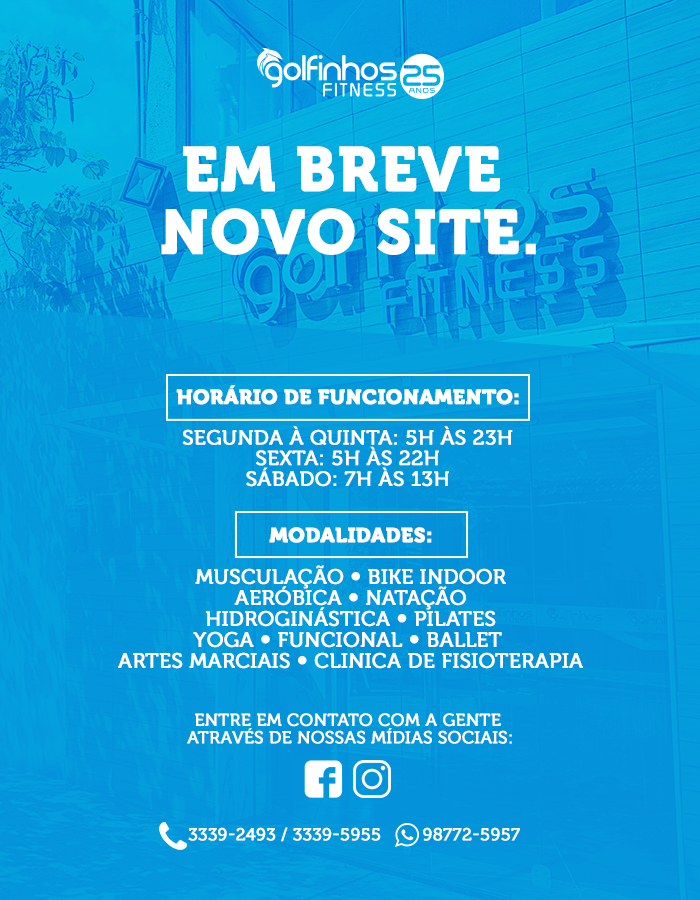 golfinhos
FITNESS
25
ANOS
EM BREVE
NOVO SITE.
golfinhos
FITNESS
HORÁRIO DE FUNCIONAMENTO:
SEGUNDA À QUINTA: 5H ÀS 23H
SEXTA: 5H ÀS 22H
SÁBADO: 7H ÀS 13H
MODALIDADES:
MUSCULAÇÃO • BIKE INDOOR
AERÓBICA • NATAÇÃO
HIDROGINÁSTICA • PILATES
YOGA • FUNCIONAL • BALLET
ARTES MARCIAIS • CLINICA DE FISIOTERAPIA
ENTRE EM CONTATO COM A GENTE
ATRAVÉS DE NOSSAS MÍDIAS SOCIAIS:
3339-2493 / 3339-5955 98772-5957